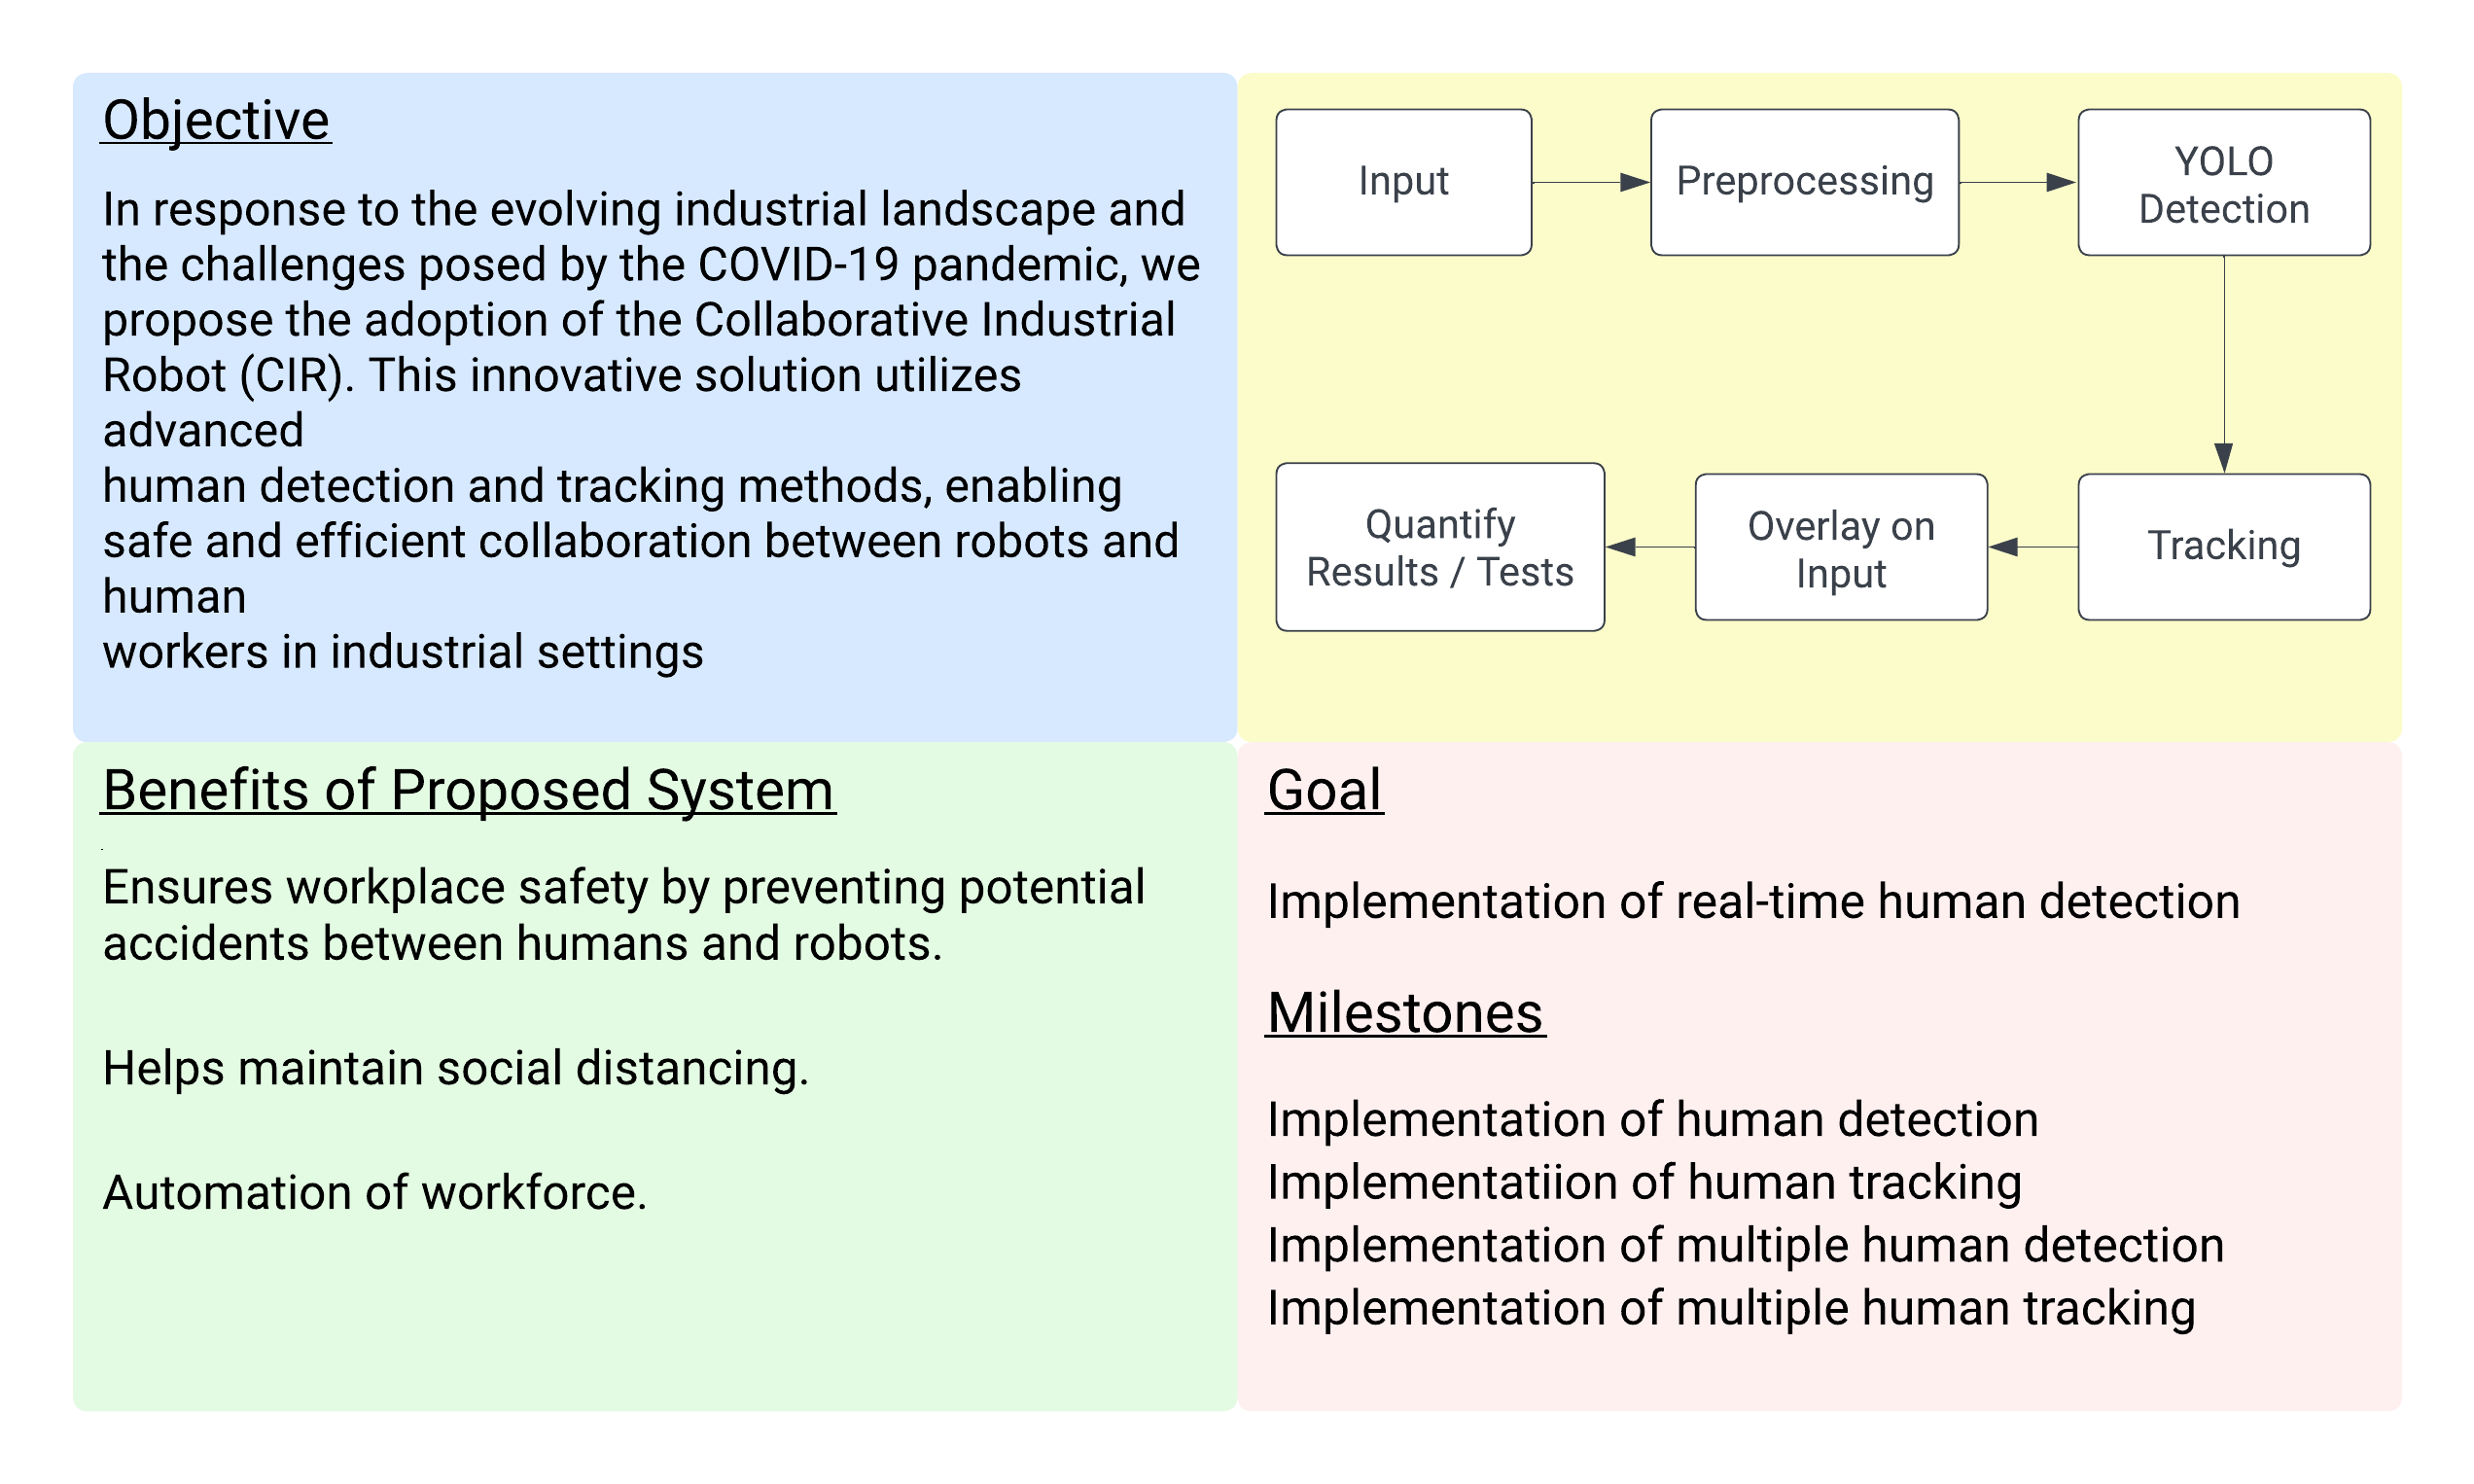 Objective
In response to the evolving industrial landscape and
the challenges posed by the COVID-19 pandemic, we
propose the adoption of the Collaborative Industrial
Robot (CIR). This innovative solution utilizes
advanced
human detection and tracking methods, enabling
safe and efficient collaboration between robots and
human
workers in industrial settings
Input
Preprocessing
YOLO
Detection
Tracking
Overlay on
Input
Quantify
Results / Tests
Benefits of Proposed System
.
Ensures workplace safety by preventing potential
accidents between humans and robots.
Helps maintain social distancing.
Automation of workforce.
Goal
Implementation of real-time human detection
Milestones
Implementation of human detection
Implementatiion of human tracking
Implementation of multiple human detection
Implementation of multiple human tracking